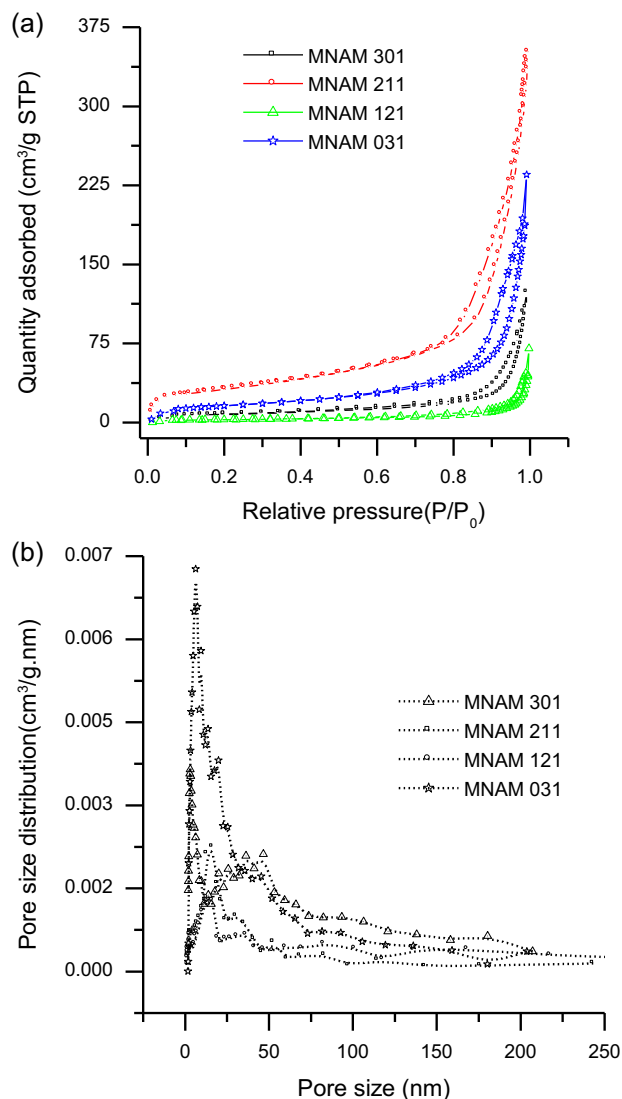 (a)
375
300
225
150
75
0
Quantity adsorbed (cm³/g STP)
MNAM 301
MNAM 211
MNAM 121
MNAM 031
0.0 0.2 0.4 0.6 0.8 1.0
Relative pressure(P/P₀)
(b)
0.007
0.006
0.005
0.003
0.002
0.000
Pore size distribution(cm³/g.nm)
MNAM 301
MNAM 211
MNAM 121
MNAM 031
0 50 100 150 200 250
Pore size (nm)